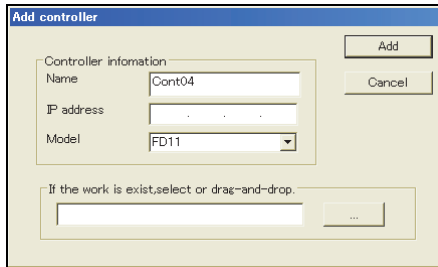 Add controller
Add
Controller infomation
Name
Cont04
Cancel
IP address
. . .
Model
FD11
If the work is exist,select or drag-and-drop.
...